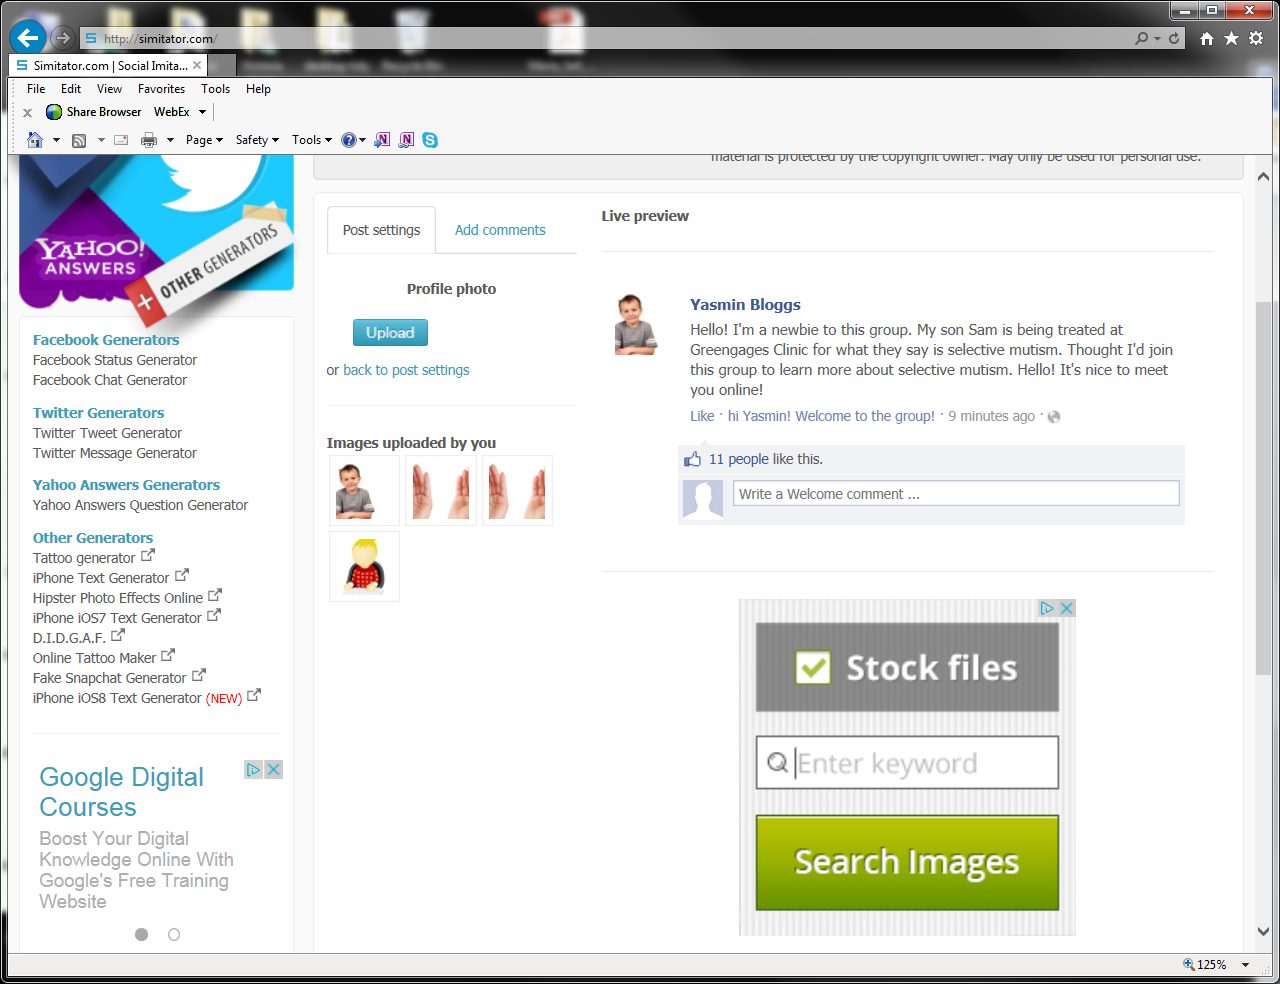 http://simitator.com/
Simitator.com | Social Imita...
File Edit View Favorites Tools Help
Share Browser WebEx
Page Safety Tools
material is protected by the copyright owner. May only be used for personal use.
YAHOO!
ANSWERS
OTHER GENERATORS
Facebook Generators
Facebook Status Generator
Facebook Chat Generator
Twitter Generators
Twitter Tweet Generator
Twitter Message Generator
Yahoo Answers Generators
Yahoo Answers Question Generator
Other Generators
Tattoo generator
iPhone Text Generator
Hipster Photo Effects Online
iPhone iOS7 Text Generator
D.I.D.G.A.F.
Online Tattoo Maker
Fake Snapchat Generator
iPhone iOS8 Text Generator (NEW)
Google Digital
Courses
Boost Your Digital
Knowledge Online With
Google's Free Training
Website
Post settings Add comments
Profile photo
Upload
or back to post settings
Images uploaded by you
Live preview
Yasmin Bloggs
Hello! I'm a newbie to this group. My son Sam is being treated at
Greengages Clinic for what they say is selective mutism. Thought I'd join
this group to learn more about selective mutism. Hello! It's nice to meet
you online!
Like · hi Yasmin! Welcome to the group! · 9 minutes ago ·
11 people like this.
Write a Welcome comment ...
Stock files
Enter keyword
Search Images
125%